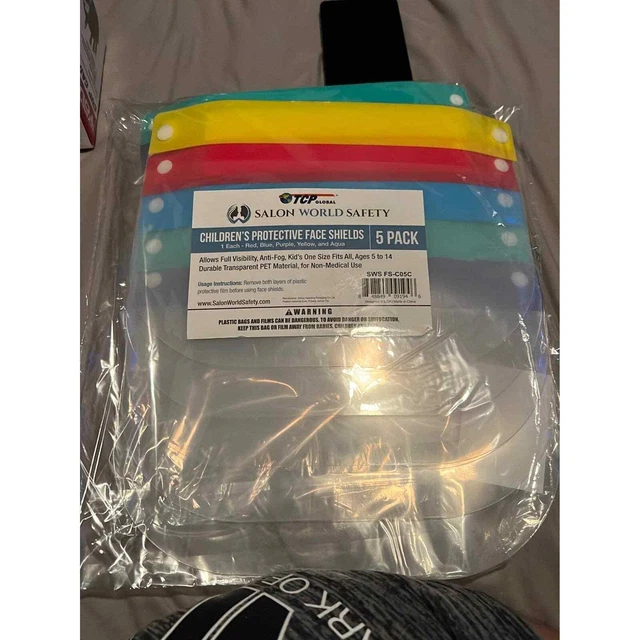 TCP GLOBAL
SALON WORLD SAFETY
CHILDREN'S PROTECTIVE FACE SHIELDS
1 Each - Red, Blue, Purple, Yellow, and Aqua
5 PACK
Allows Full Visibility, Anti-Fog, Kid's One Size Fits All, Ages 5 to 14
Durable Transparent PET Material, for Non-Medical Use
SWS FS-C05C
Usage Instructions: Remove both layers of plastic
protective film before using face shields.
www.SalonWorldSafety.com
WARNING
PLASTIC BAGS AND FILMS CAN BE DANGEROUS. TO AVOID DANGER OR SUFFOCATION,
KEEP THIS BAG OR FILM AWAY FROM BABIES, CHILDREN
ARK OF